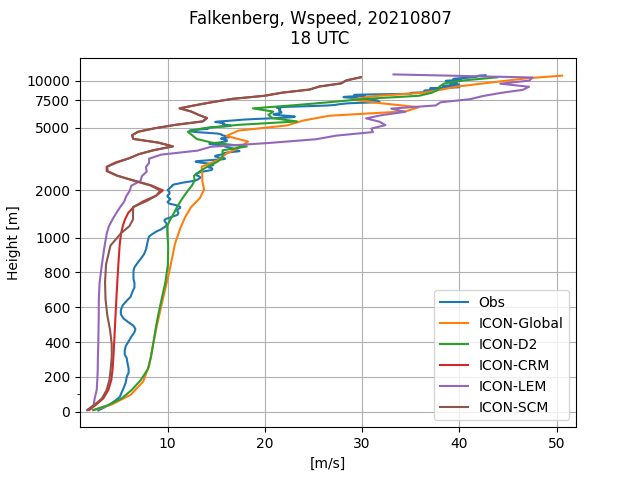 Falkenberg, Wspeed, 20210807
18 UTC
Height [m]
10000
7500
5000
2000
1000
800
600
400
200
0
10
20
30
40
50
[m/s]
Obs
ICON-Global
ICON-D2
ICON-CRM
ICON-LEM
ICON-SCM